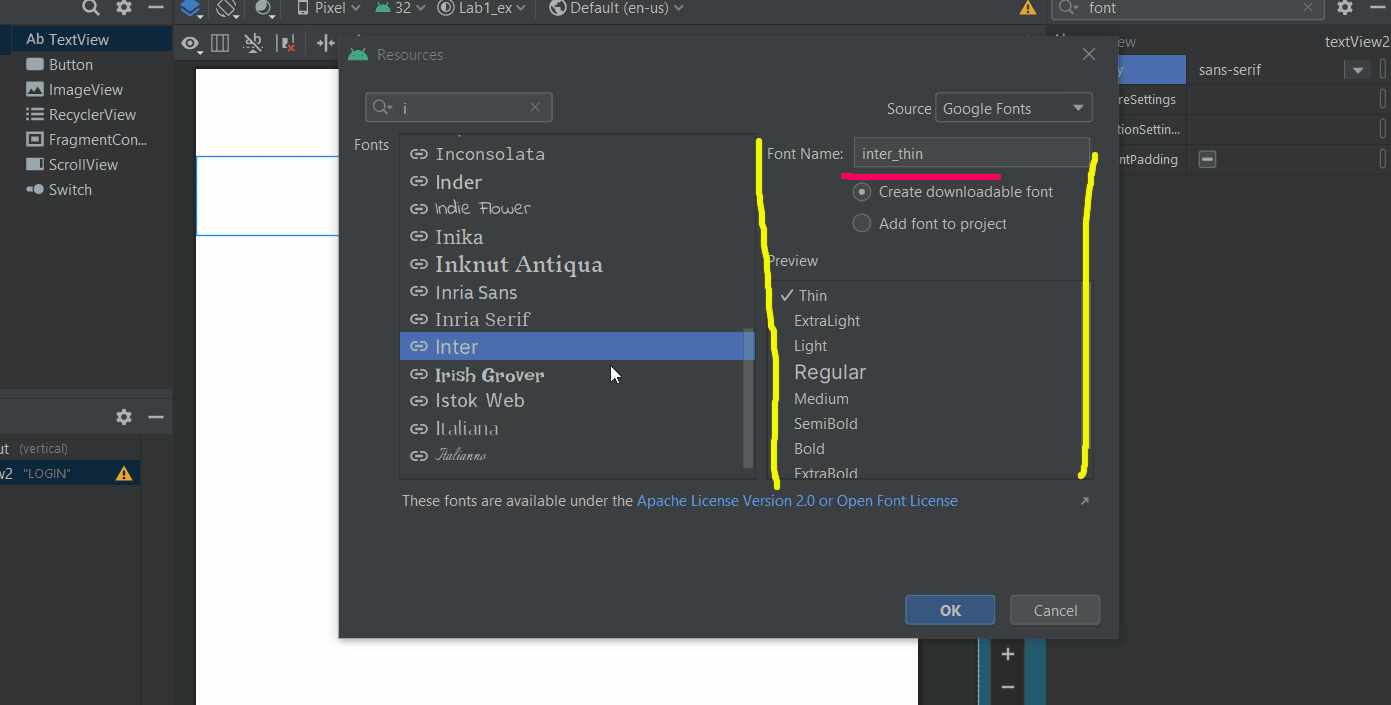 Pixel 32 Lab1_ex Default (en-us) font
Ab TextView
Button
ImageView
RecyclerView
FragmentCon...
ScrollView
Switch
(vertical)
"LOGIN"
textView2
sans-serif
reSettings
tionSettin...
ntPadding
Resources
i
Source Google Fonts
Fonts
Inconsolata
Inder
Indie Flower
Inika
Inknut Antiqua
Inria Sans
Inria Serif
Inter
Irish Grover
Istok Web
Italiana
Italianno
Font Name: inter_thin
Create downloadable font
Add font to project
Preview
Thin
ExtraLight
Light
Regular
Medium
SemiBold
Bold
ExtraBold
These fonts are available under the Apache License Version 2.0 or Open Font License
OK Cancel